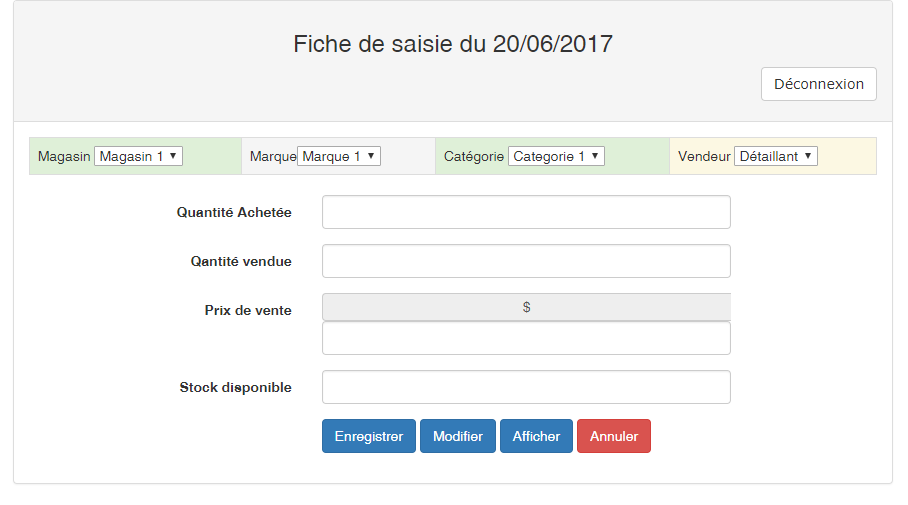 Fiche de saisie du 20/06/2017
Déconnexion
Magasin Magasin 1 Marque Marque 1 Catégorie Categorie 1 Vendeur Détaillant
Quantité Achetée
Qantité vendue
Prix de vente $
Stock disponible
Enregistrer Modifier Afficher Annuler